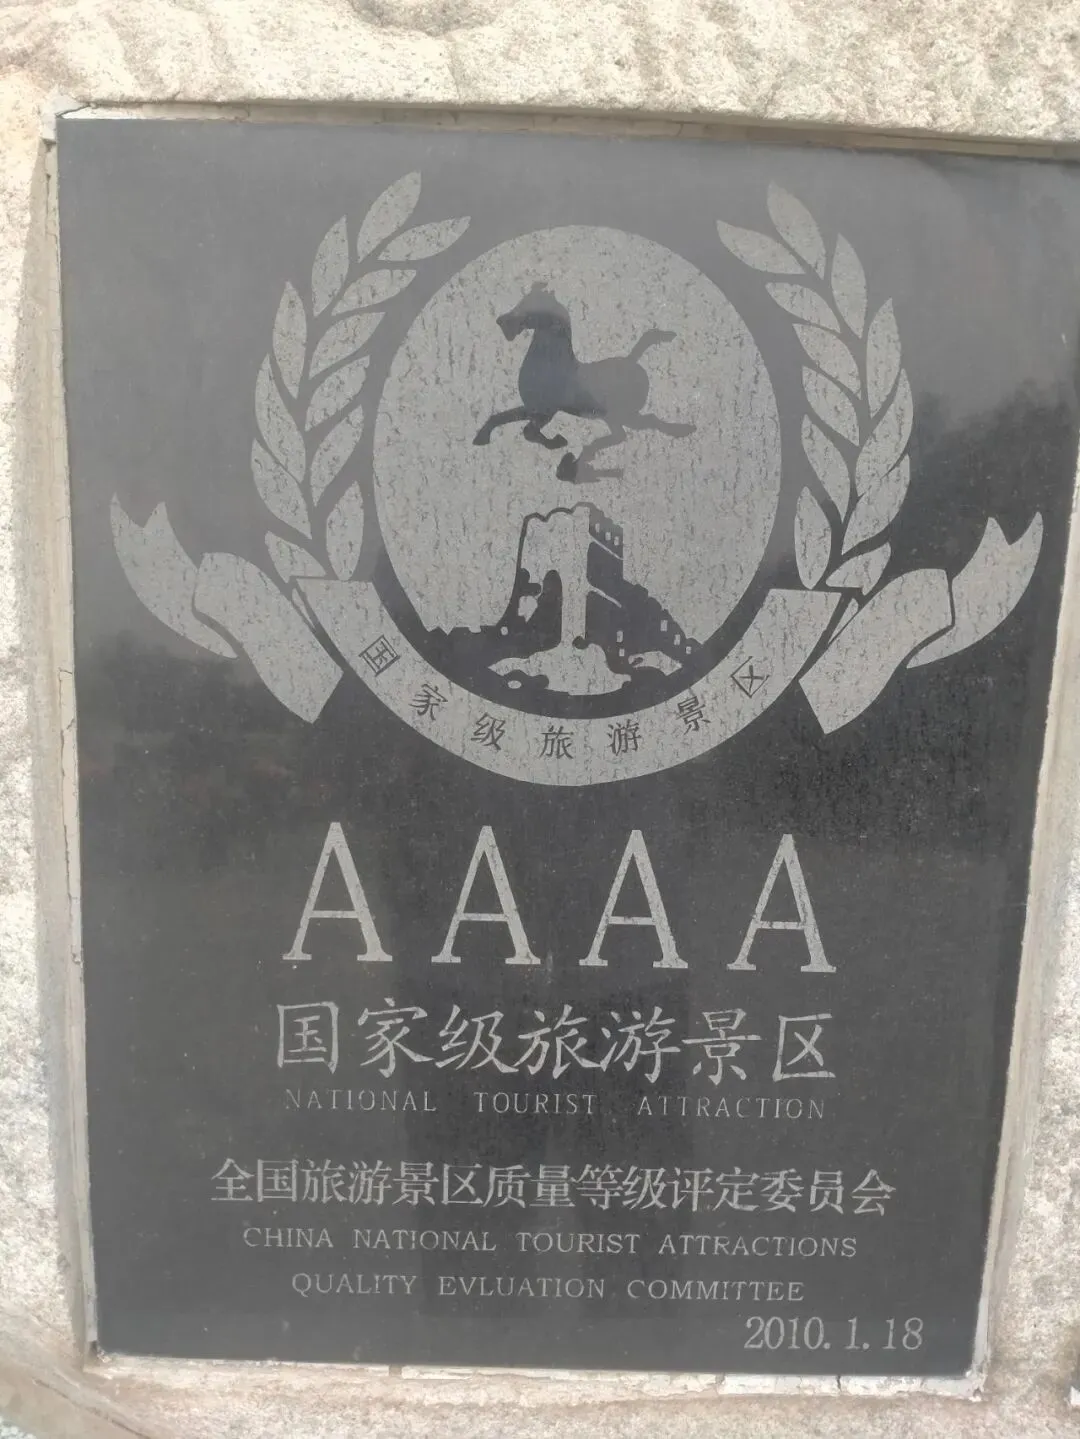 国家级旅游景区
AAAA
国家级旅游景区
NATIONAL TOURIST ATTRACTION
全国旅游景区质量等级评定委员会
CHINA NATIONAL TOURIST ATTRACTIONS
QUALITY EVLUATION COMMITTEE
2010.1.18